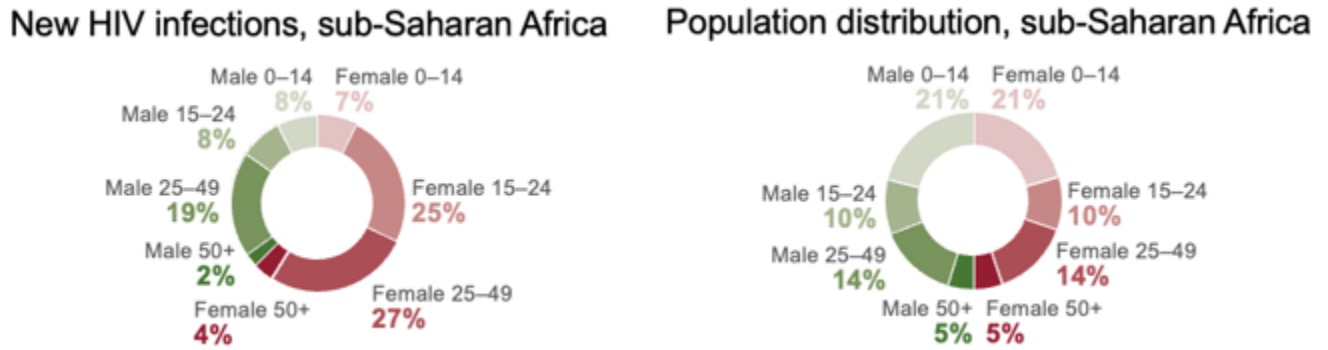 New HIV infections, sub-Saharan Africa
Male 0–14
8%
Female 0–14
7%
Male 15–24
8%
Female 15–24
25%
Male 25–49
19%
Male 50+
2%
Female 25–49
27%
Female 50+
4%
Population distribution, sub-Saharan Africa
Male 0–14
21%
Female 0–14
21%
Male 15–24
10%
Female 15–24
10%
Male 25–49
14%
Female 25–49
14%
Male 50+
5%
Female 50+
5%